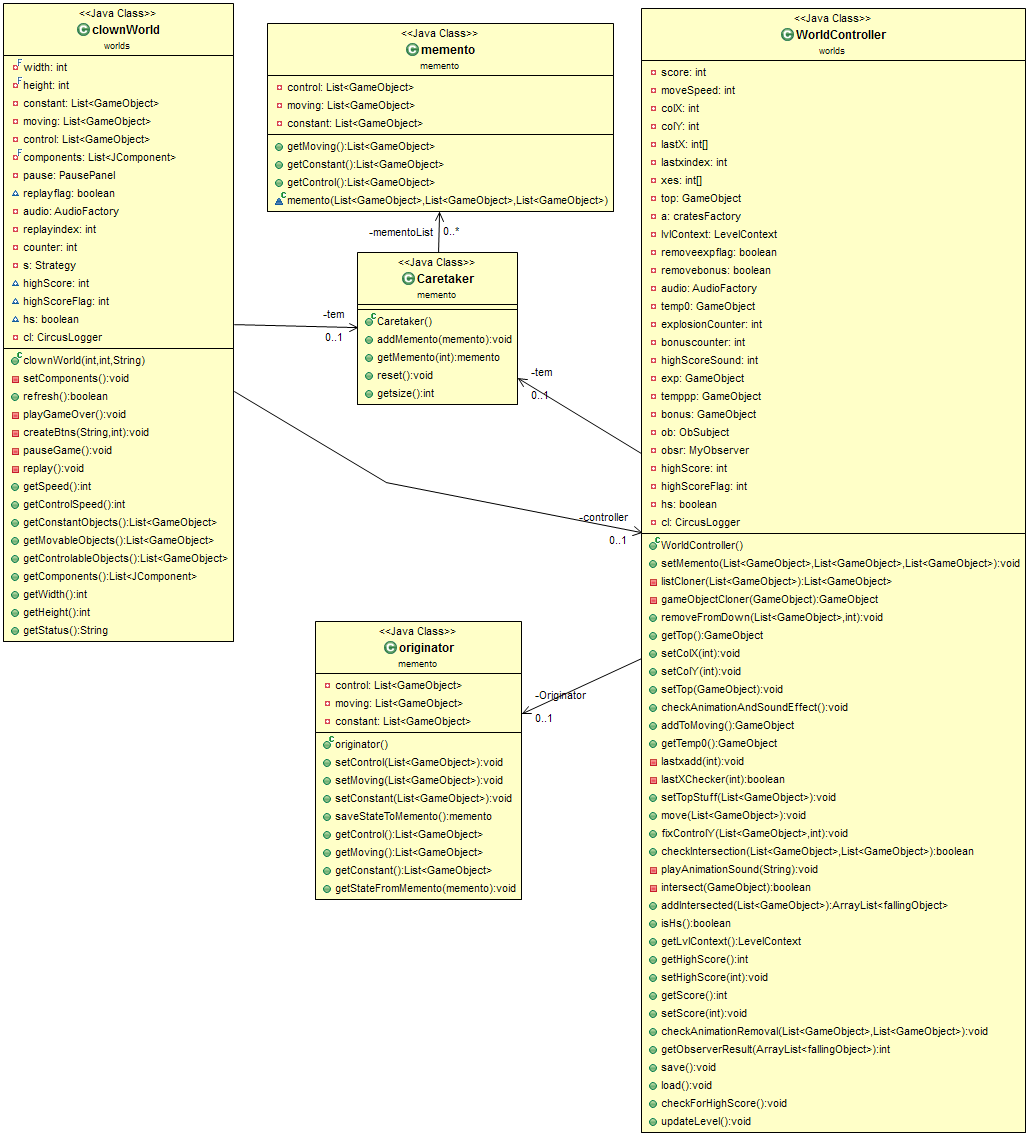 <<Java Class>>
clownWorld
worlds
width: int
height: int
constant: List<GameObject>
moving: List<GameObject>
control: List<GameObject>
components: List<JComponent>
pause: PausePanel
replayflag: boolean
audio: AudioFactory
replayindex: int
counter: int
s: Strategy
highScore: int
highScoreFlag: int
hs: boolean
cl: CircusLogger
clownWorld(int,int,String)
setComponents():void
refresh():boolean
playGameOver():void
createBtns(String,int):void
pauseGame():void
replay():void
getSpeed():int
getControlSpeed():int
getConstantObjects():List<GameObject>
getMovableObjects():List<GameObject>
getControlableObjects():List<GameObject>
getComponents():List<JComponent>
getWidth():int
getHeight():int
getStatus():String
<<Java Class>>
memento
memento
control: List<GameObject>
moving: List<GameObject>
constant: List<GameObject>
getMoving():List<GameObject>
getConstant():List<GameObject>
getControl():List<GameObject>
memento(List<GameObject>,List<GameObject>,List<GameObject>)
-mementoList
0..*
<<Java Class>>
Caretaker
memento
Caretaker()
addMemento(memento):void
getMemento(int):memento
reset():void
getsize():int
-tem
0..1
-tem
0..1
-controller
0..1
<<Java Class>>
originator
memento
control: List<GameObject>
moving: List<GameObject>
constant: List<GameObject>
originator()
setControl(List<GameObject>):void
setMoving(List<GameObject>):void
setConstant(List<GameObject>):void
saveStateToMemento():memento
getControl():List<GameObject>
getMoving():List<GameObject>
getConstant():List<GameObject>
getStateFromMemento(memento):void
-Originator
0..1
<<Java Class>>
WorldController
worlds
score: int
moveSpeed: int
colX: int
colY: int
lastX: int[]
lastxindex: int
xes: int[]
top: GameObject
a: cratesFactory
lvlContext: LevelContext
removeexpflag: boolean
removebonus: boolean
audio: AudioFactory
temp0: GameObject
explosionCounter: int
bonuscounter: int
highScoreSound: int
exp: GameObject
temppp: GameObject
bonus: GameObject
ob: ObSubject
obsr: MyObserver
highScore: int
highScoreFlag: int
hs: boolean
cl: CircusLogger
WorldController()
setMemento(List<GameObject>,List<GameObject>,List<GameObject>):void
listCloner(List<GameObject>):List<GameObject>
gameObjectCloner(GameObject):GameObject
removeFromDown(List<GameObject>,int):void
getTop():GameObject
setColX(int):void
setColY(int):void
setTop(GameObject):void
checkAnimationAndSoundEffect():void
addToMoving():GameObject
getTemp0():GameObject
lastxadd(int):void
lastXChecker(int):boolean
setTopStuff(List<GameObject>):void
move(List<GameObject>):void
fixControlY(List<GameObject>,int):void
checkIntersection(List<GameObject>,List<GameObject>):boolean
playAnimationSound(String):void
intersect(GameObject):boolean
addIntersected(List<GameObject>):ArrayList<fallingObject>
isHs():boolean
getLvlContext():LevelContext
getHighScore():int
setHighScore(int):void
getScore():int
setScore(int):void
checkAnimationRemoval(List<GameObject>,List<GameObject>):void
getObserverResult(ArrayList<fallingObject>):int
save():void
load():void
checkForHighScore():void
updateLevel():void